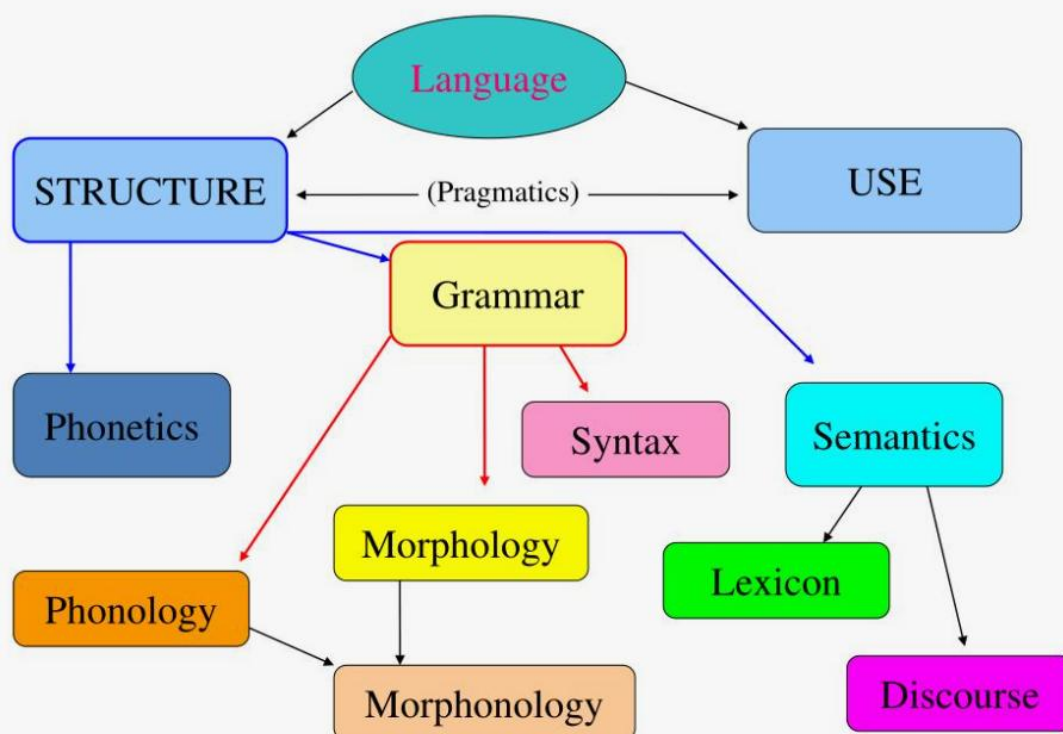 Language
STRUCTURE
(Pragmatics)
USE
Grammar
Phonetics
Syntax
Semantics
Morphology
Lexicon
Phonology
Discourse
Morphonology